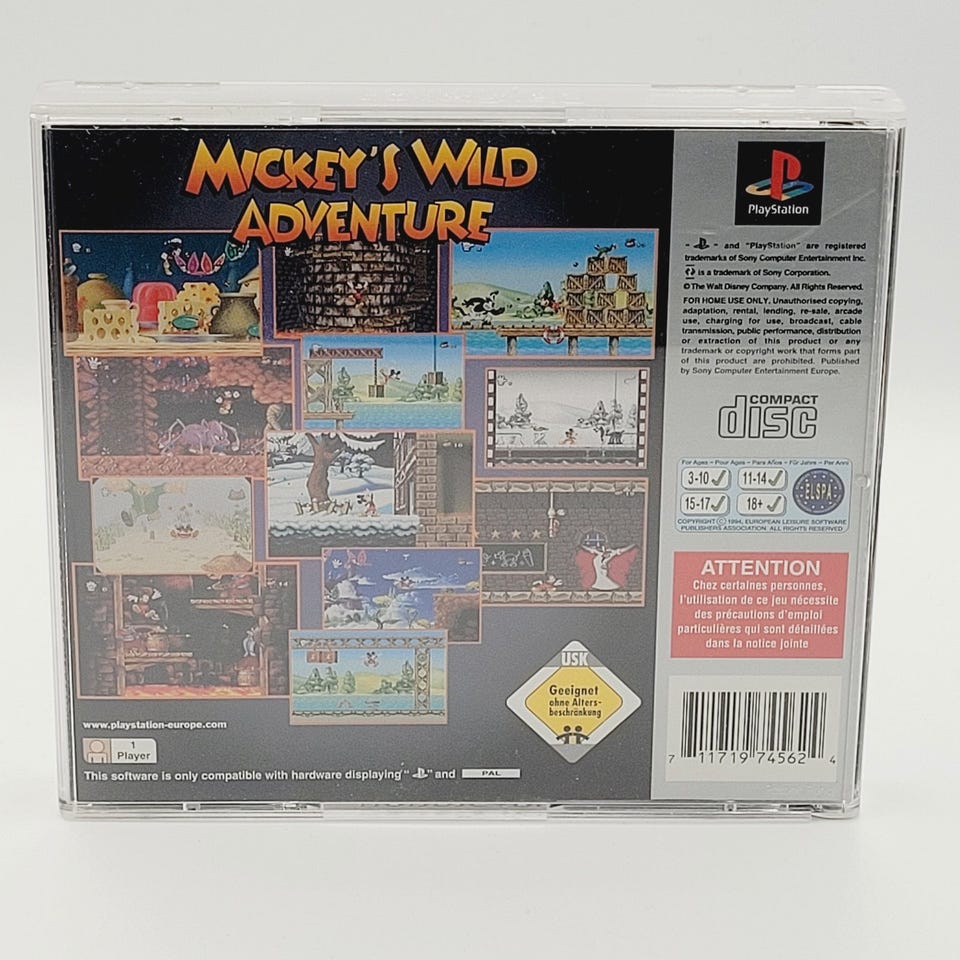 MICKEY'S WILD
ADVENTURE
PlayStation
" " and "PlayStation" are registered
trademarks of Sony Computer Entertainment Inc.
is a trademark of Sony Corporation.
© The Walt Disney Company. All Rights Reserved.
FOR HOME USE ONLY. Unauthorised copying,
adaptation, rental, lending, re-sale, arcade
use, charging for use, broadcast, cable
transmission, public performance, distribution
or extraction of this product or any
trademark or copyright work that forms part
of this product are prohibited. Published
by Sony Computer Entertainment Europe.
COMPACT
disc
For Ages - Pour Ages - Para Años - Für Jahre - Per Anni
3-10 11-14
15-17 18+
ELSPA
COPYRIGHT © 1994, EUROPEAN LEISURE SOFTWARE
PUBLISHERS ASSOCIATION. ALL RIGHTS RESERVED
ATTENTION
Chez certaines personnes,
l'utilisation de ce jeu nécessite
des précautions d'emploi
particulières qui sont détaillées
dans la notice jointe
USK
Geeignet
ohne Alters-
beschränkung
www.playstation-europe.com
1
Player
This software is only compatible with hardware displaying " " and PAL
7 11719 74562 4